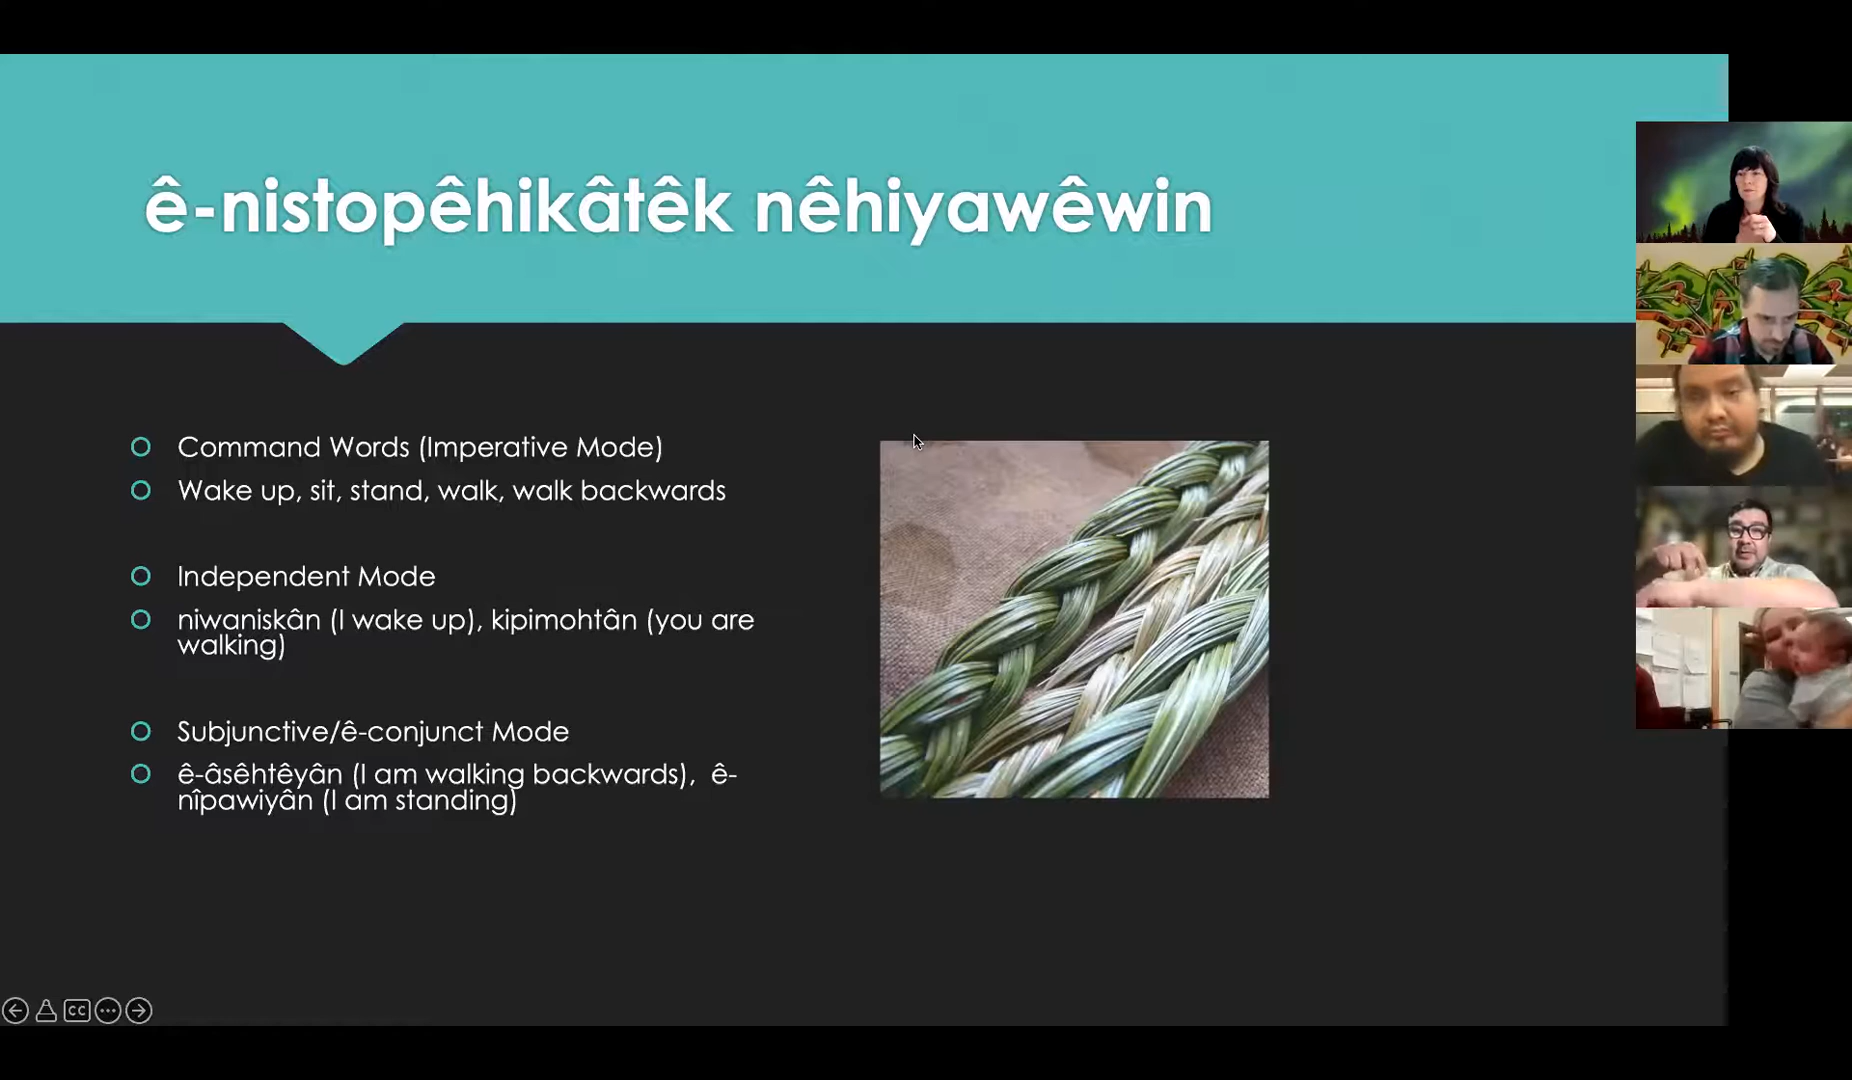 ê-nistopêhikâtêk nêhiyawêwin
Command Words (Imperative Mode)
Wake up, sit, stand, walk, walk backwards
Independent Mode
niwaniskân (I wake up), kipimohtân (you are
walking)
Subjunctive/ê-conjunct Mode
ê-âsêhtêyân (I am walking backwards), ê-
nîpawiyân (I am standing)
CC